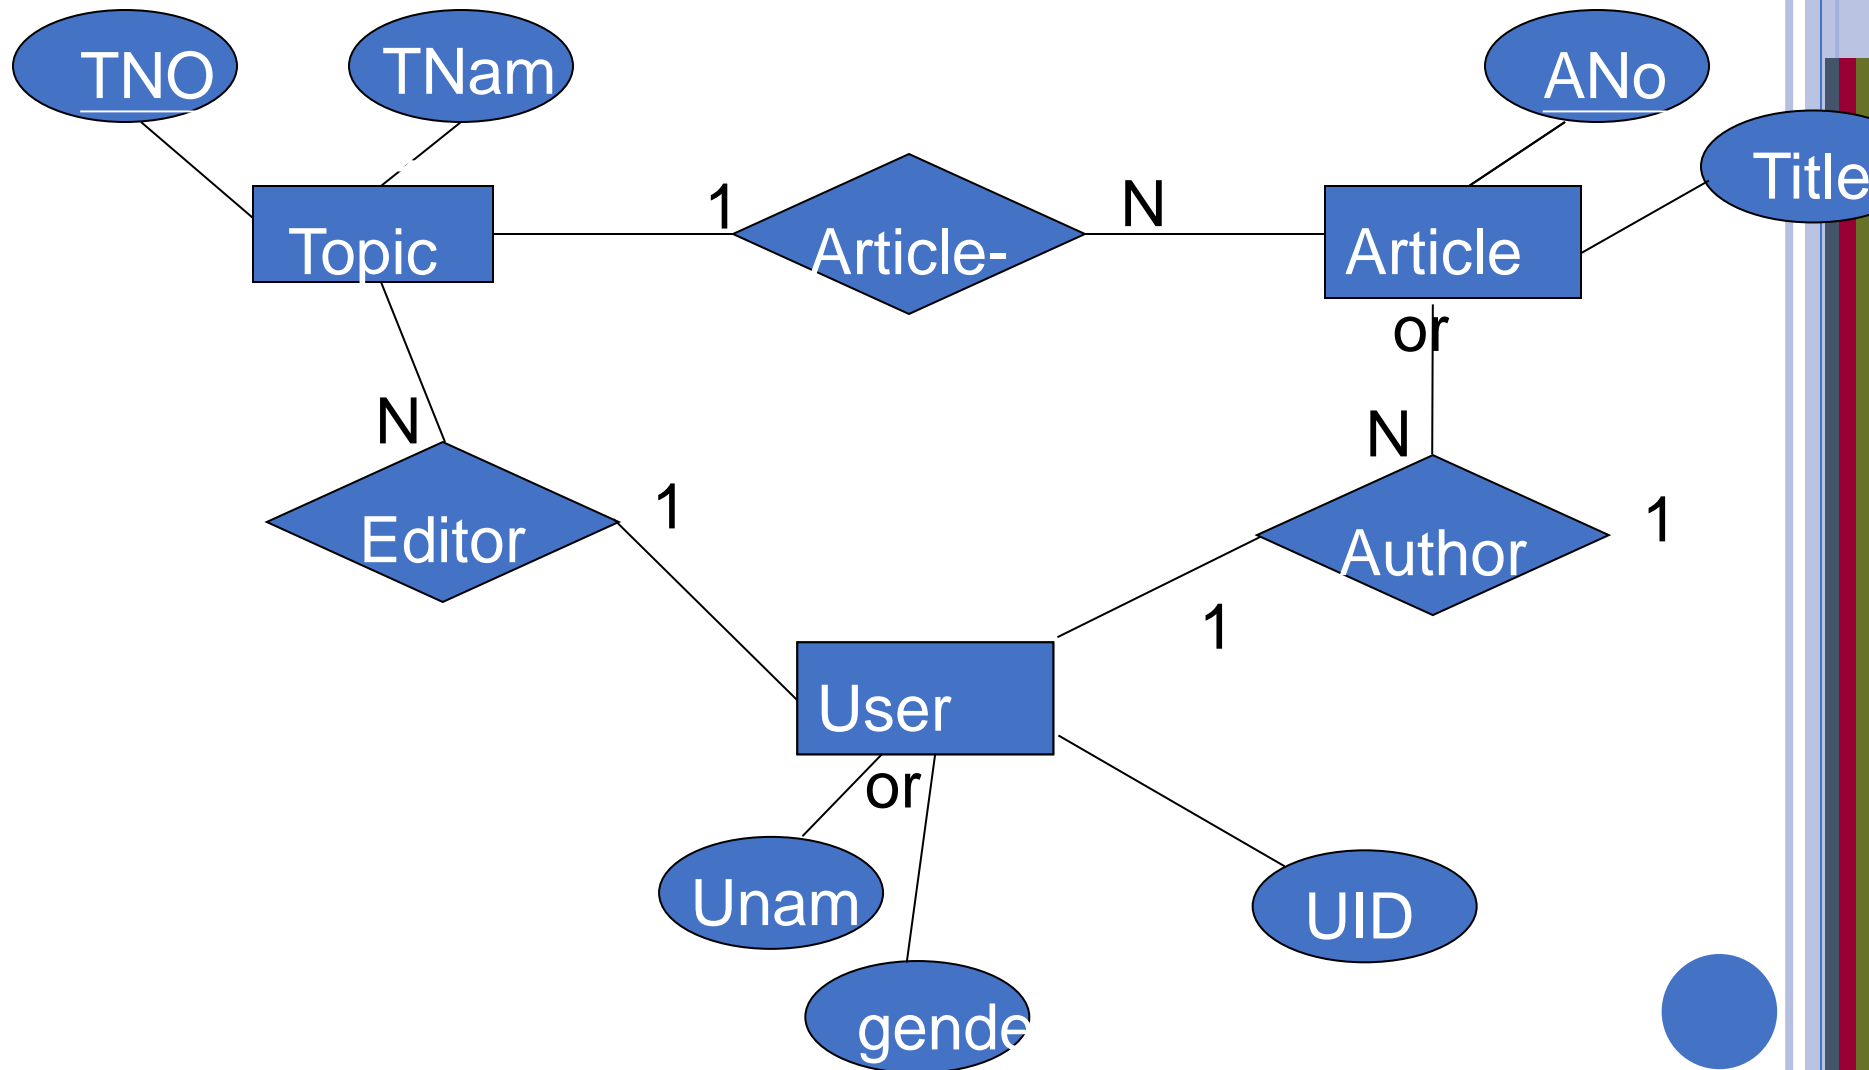 TNO
TNam
ANo
Title
1
N
Topic
Article-
Article
or
N
N
1
1
Editor
Author
1
User
or
Unam
UID
gende